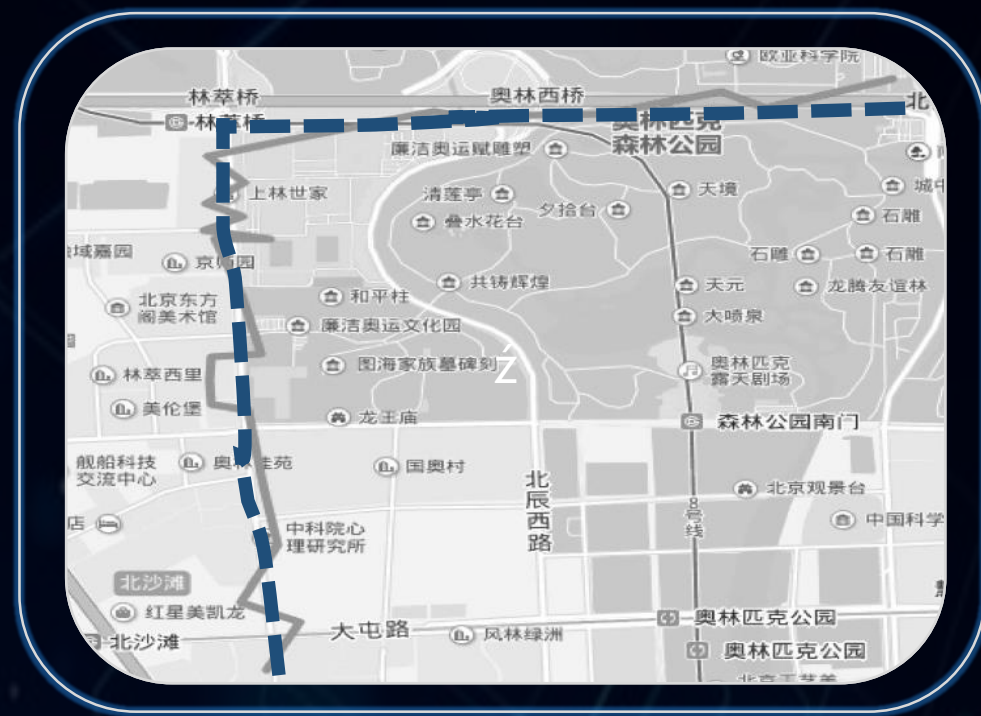 欧亚科学院
林萃桥
奥林西桥
北
林萃桥
奥林匹克
森林公园
廉洁奥运赋雕塑
上林世家
清莲亭
天境
城中
叠水花台
夕拾台
石雕
域嘉园
京师园
石雕
石雕
共铸辉煌
天元
龙腾友谊林
北京东方
阁美术馆
和平柱
廉洁奥运文化园
大喷泉
林萃西里
图海家族墓碑刻
Ź
奥林匹克
露天剧场
美伦堡
龙王庙
森林公园南门
舰船科技
交流中心
奥林佳苑
国奥村
北辰西路
8号线
北京观景台
店
中国科学
中科院心
理研究所
北沙滩
红星美凯龙
北沙滩
大屯路
风林绿洲
奥林匹克公园
奥林匹克公园